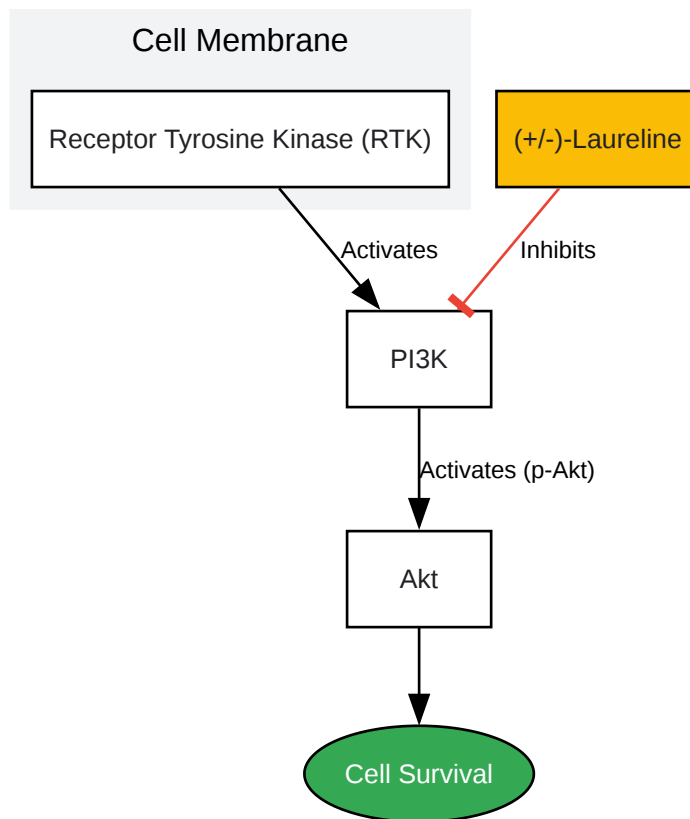 Cell Membrane
Receptor Tyrosine Kinase (RTK)
(+/-)-Laureline
Activates
Inhibits
PI3K
Activates (p-Akt)
Akt
Cell Survival